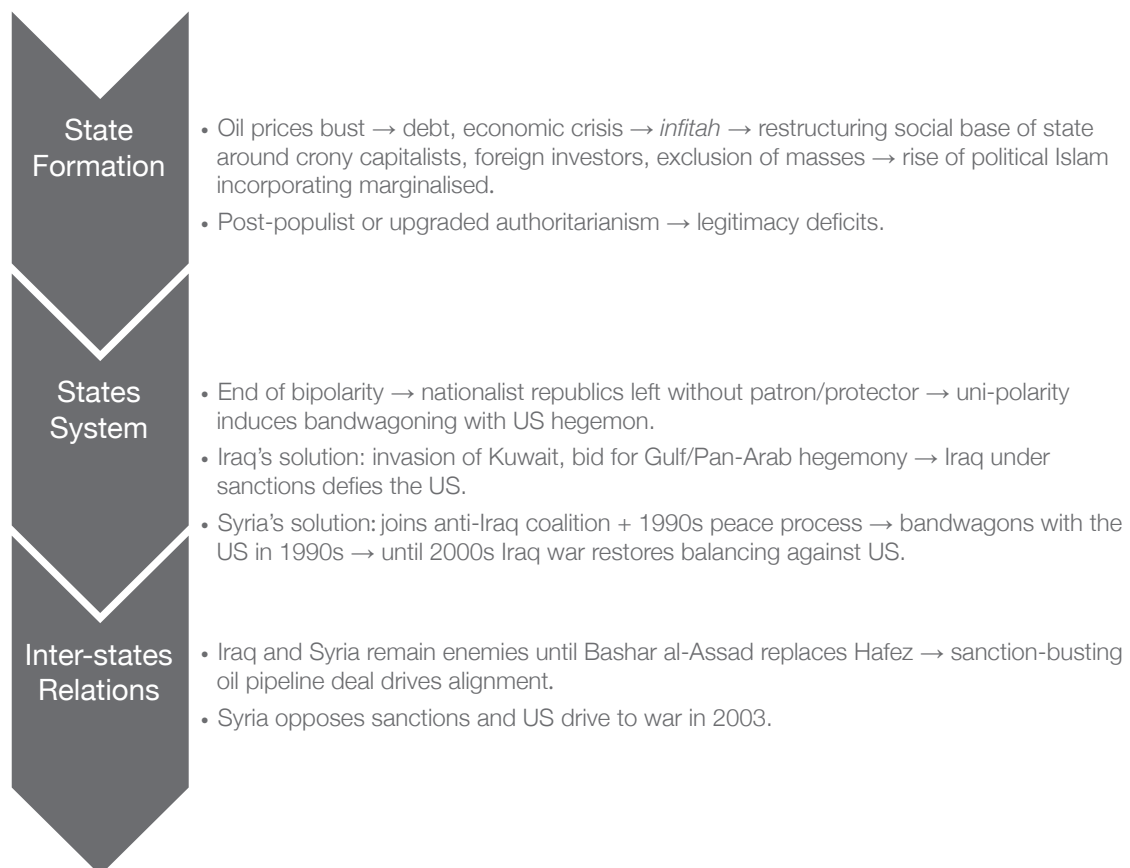 State
Formation
• Oil prices bust → debt, economic crisis → infitah → restructuring social base of state
around crony capitalists, foreign investors, exclusion of masses → rise of political Islam
incorporating marginalised.
• Post-populist or upgraded authoritarianism → legitimacy deficits.
States
System
• End of bipolarity → nationalist republics left without patron/protector → uni-polarity
induces bandwagoning with US hegemon.
• Iraq's solution: invasion of Kuwait, bid for Gulf/Pan-Arab hegemony → Iraq under
sanctions defies the US.
• Syria's solution: joins anti-Iraq coalition + 1990s peace process → bandwagons with the
US in 1990s → until 2000s Iraq war restores balancing against US.
Inter-states
Relations
• Iraq and Syria remain enemies until Bashar al-Assad replaces Hafez → sanction-busting
oil pipeline deal drives alignment.
• Syria opposes sanctions and US drive to war in 2003.